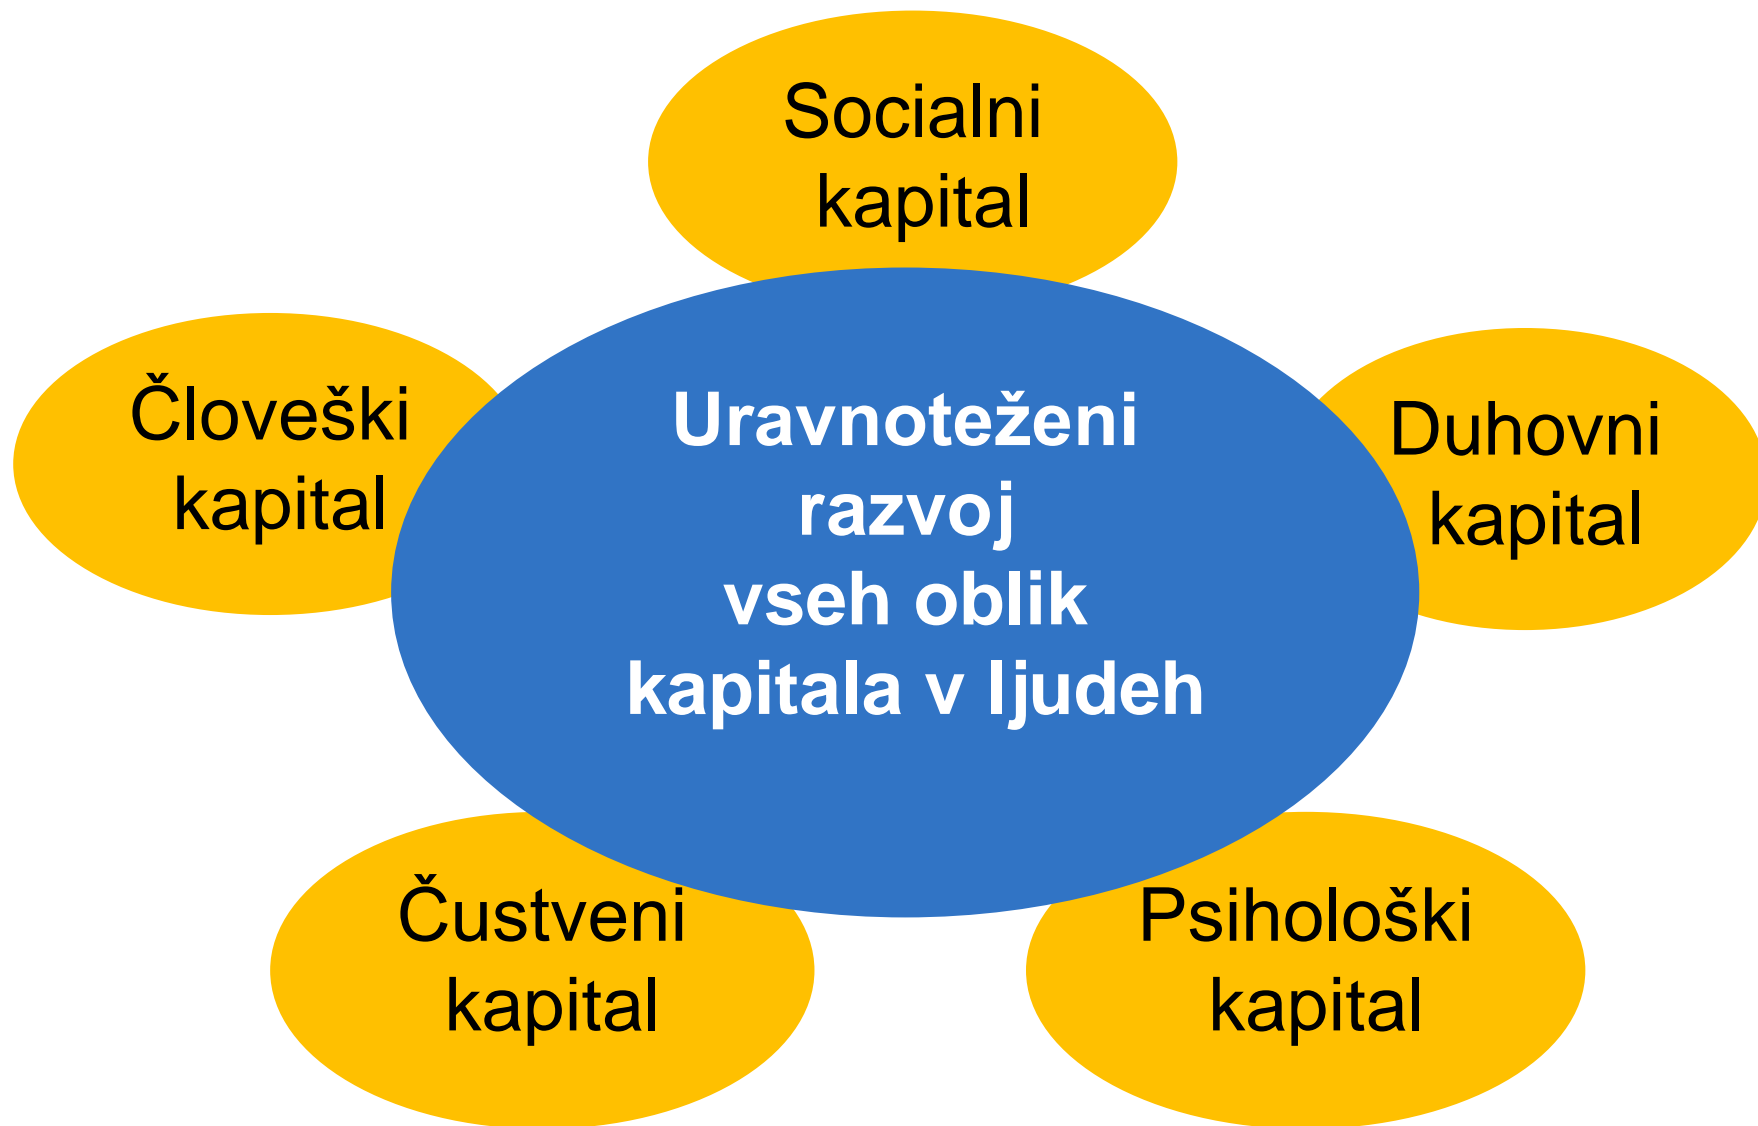 Socialni
kapital
Človeški
kapital
Uravnoteženi
razvoj
vseh oblik
kapitala v ljudeh
Duhovni
kapital
Čustveni
kapital
Psihološki
kapital